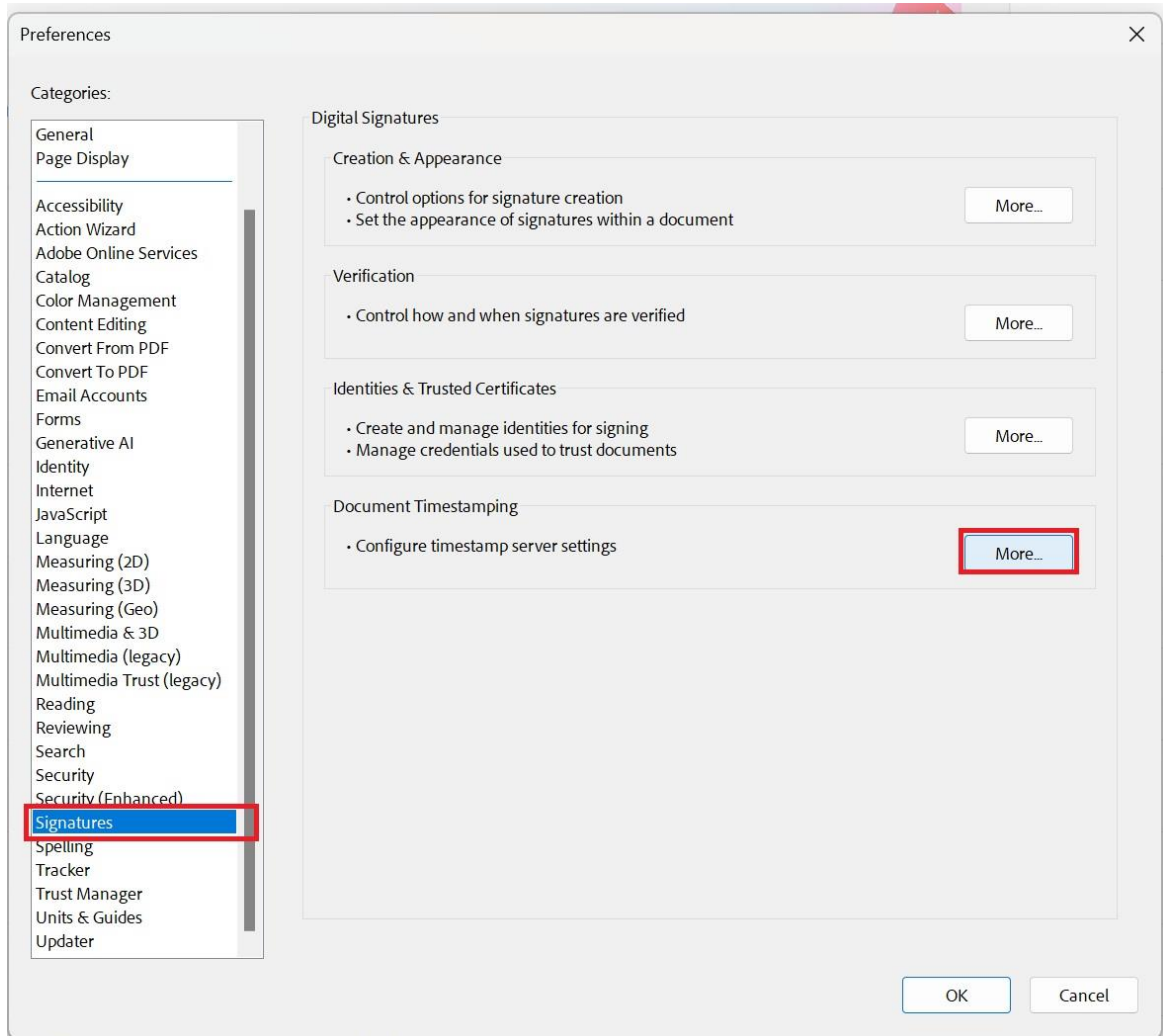 Preferences
Categories:
General
Page Display
Accessibility
Action Wizard
Adobe Online Services
Catalog
Color Management
Content Editing
Convert From PDF
Convert To PDF
Email Accounts
Forms
Generative AI
Identity
Internet
JavaScript
Language
Measuring (2D)
Measuring (3D)
Measuring (Geo)
Multimedia & 3D
Multimedia (legacy)
Multimedia Trust (legacy)
Reading
Reviewing
Search
Security
Security (Enhanced)
Signatures
Spelling
Tracker
Trust Manager
Units & Guides
Updater
Digital Signatures
Creation & Appearance
• Control options for signature creation
• Set the appearance of signatures within a document
More...
Verification
• Control how and when signatures are verified
More...
Identities & Trusted Certificates
• Create and manage identities for signing
• Manage credentials used to trust documents
More...
Document Timestamping
• Configure timestamp server settings
More...
OK
Cancel